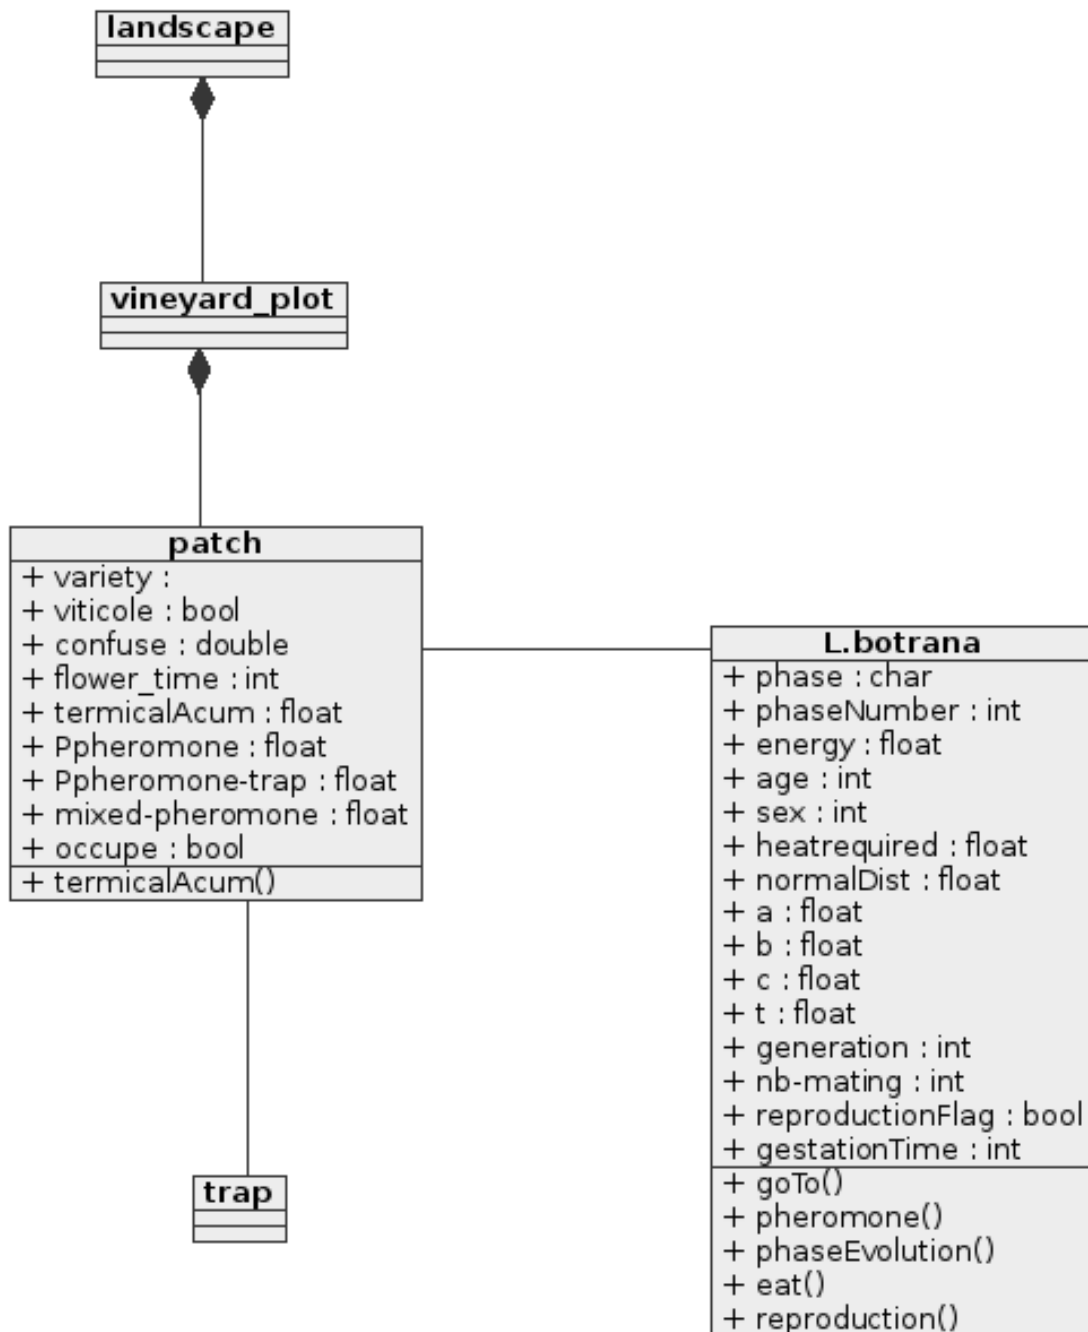 landscape
vineyard_plot
patch
+ variety :
+ viticole : bool
+ confuse : double
+ flower_time : int
+ termicalAcum : float
+ Ppheromone : float
+ Ppheromone-trap : float
+ mixed-pheromone : float
+ occupe : bool
+ termicalAcum()
L.botrana
+ phase : char
+ phaseNumber : int
+ energy : float
+ age : int
+ sex : int
+ heatrequired : float
+ normalDist : float
+ a : float
+ b : float
+ c : float
+ t : float
+ generation : int
+ nb-mating : int
+ reproductionFlag : bool
+ gestationTime : int
+ goTo()
+ pheromone()
+ phaseEvolution()
+ eat()
+ reproduction()
trap